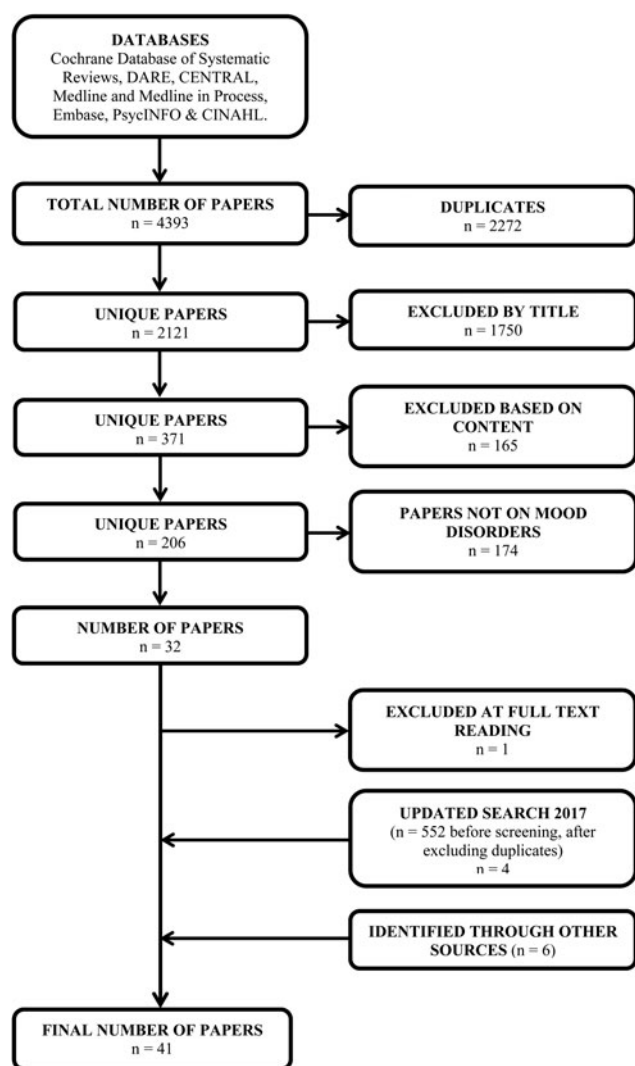 DATABASES
Cochrane Database of Systematic
Reviews, DARE, CENTRAL,
Medline and Medline in Process,
Embase, PsycINFO & CINAHL.
TOTAL NUMBER OF PAPERS
n = 4393
DUPLICATES
n = 2272
UNIQUE PAPERS
n = 2121
EXCLUDED BY TITLE
n = 1750
UNIQUE PAPERS
n = 371
EXCLUDED BASED ON
CONTENT
n = 165
UNIQUE PAPERS
n = 206
PAPERS NOT ON MOOD
DISORDERS
n = 174
NUMBER OF PAPERS
n = 32
EXCLUDED AT FULL TEXT
READING
n = 1
UPDATED SEARCH 2017
(n = 552 before screening, after
excluding duplicates)
n = 4
IDENTIFIED THROUGH OTHER
SOURCES (n = 6)
FINAL NUMBER OF PAPERS
n = 41